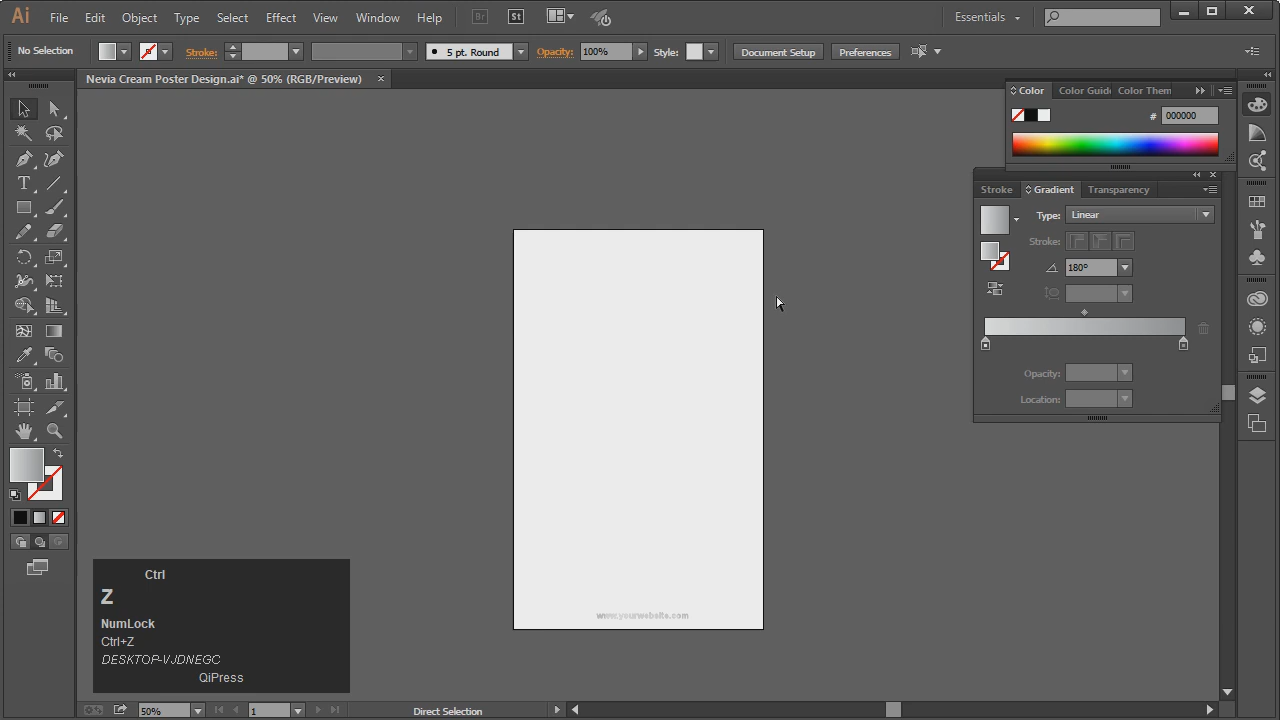 Ai File Edit Object Type Select Effect View Window Help Br St Essentials
No Selection Stroke: 5 pt. Round Opacity: 100% Style: Document Setup Preferences
Nevia Cream Poster Design.ai* @ 50% (RGB/Preview) ×
Color Color Guid Color Them
# 000000
Stroke Gradient Transparency
Type: Linear
Stroke:
180°
Opacity:
Location:
www.yourwebsite.com
Ctrl
Z
NumLock
Ctrl+Z
DESKTOP-VJDNEGC
QiPress
50% 1 Direct Selection